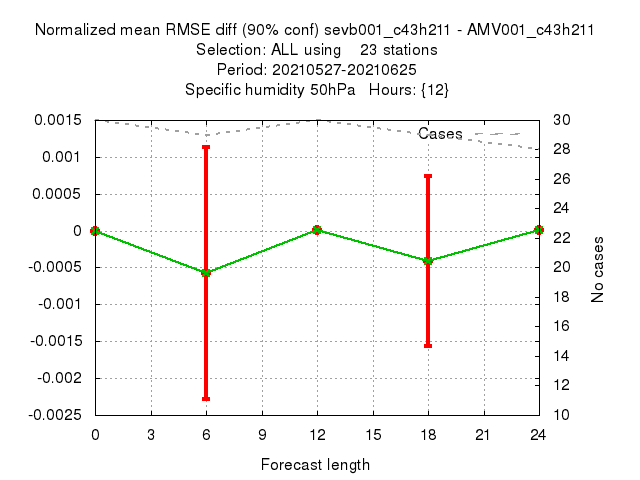 Normalized mean RMSE diff (90% conf) sevb001_c43h211 - AMV001_c43h211
Selection: ALL using    23 stations
Period: 20210527-20210625
Specific humidity 50hPa   Hours: {12}
Cases
0.0015
0.001
0.0005
0
-0.0005
-0.001
-0.0015
-0.002
-0.0025
30
28
26
24
22
20
18
16
14
12
10
No cases
0 3 6 9 12 15 18 21 24
Forecast length